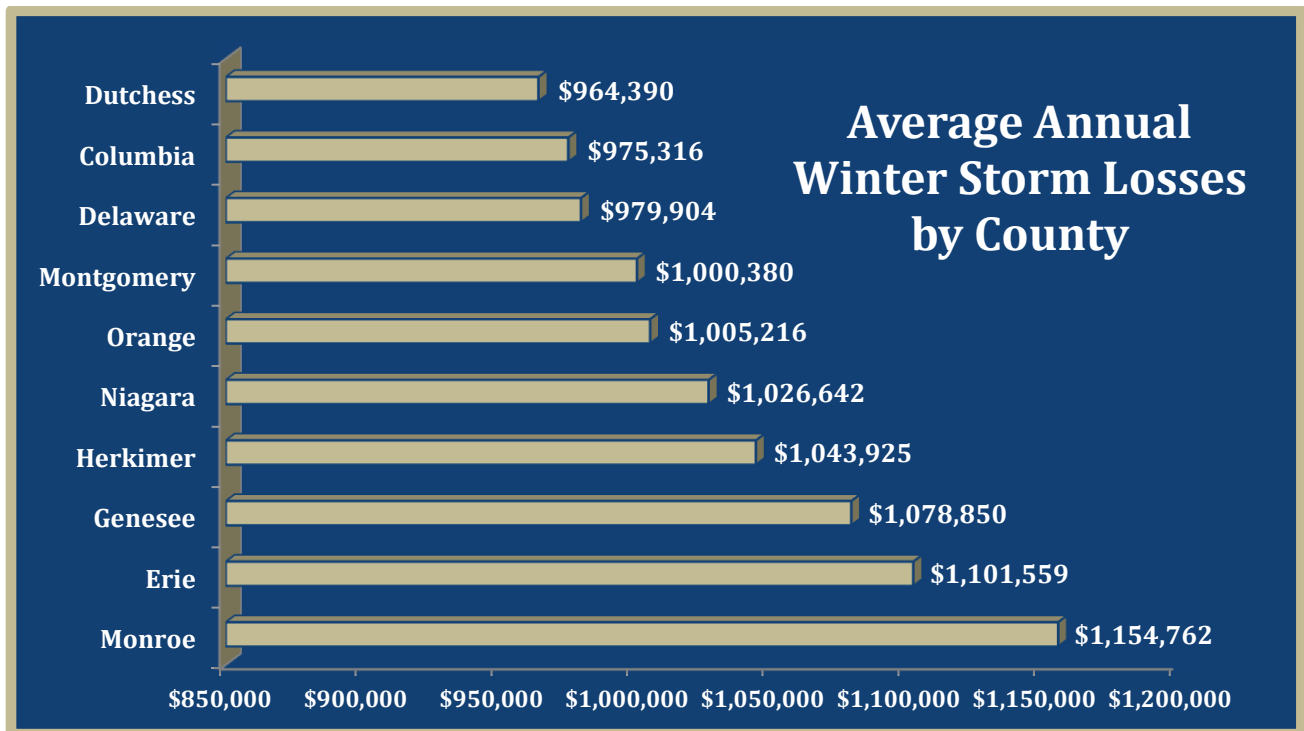 Average Annual
Winter Storm Losses
by County
Dutchess $964,390
Columbia $975,316
Delaware $979,904
Montgomery $1,000,380
Orange $1,005,216
Niagara $1,026,642
Herkimer $1,043,925
Genesee $1,078,850
Erie $1,101,559
Monroe $1,154,762
$850,000 $900,000 $950,000 $1,000,000 $1,050,000 $1,100,000 $1,150,000 $1,200,000